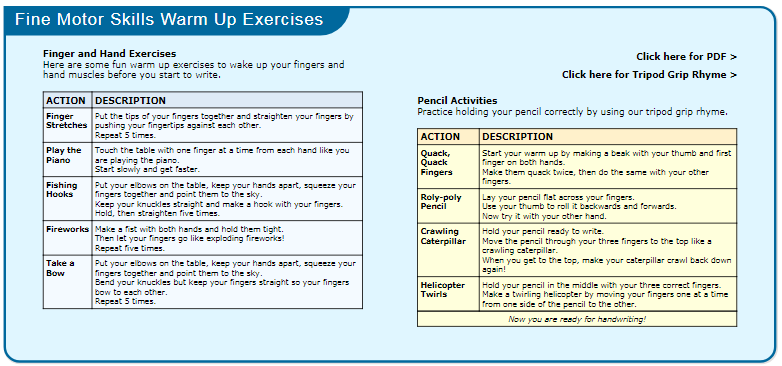 Fine Motor Skills Warm Up Exercises
Finger and Hand Exercises
Here are some fun warm up exercises to wake up your fingers and
hand muscles before you start to write.
ACTION DESCRIPTION
Finger Stretches
Put the tips of your fingers together and straighten your fingers by
pushing your fingertips against each other.
Repeat 5 times.
Play the Piano
Touch the table with one finger at a time from each hand like you
are playing the piano.
Start slowly and get faster.
Fishing Hooks
Put your elbows on the table, keep your hands apart, squeeze your
fingers together and point them to the sky.
Keep your knuckles straight and make a hook with your fingers.
Hold, then straighten five times.
Fireworks
Make a fist with both hands and hold them tight.
Then let your fingers go like exploding fireworks!
Repeat five times.
Take a Bow
Put your elbows on the table, keep your hands apart, squeeze your
fingers together and point them to the sky.
Bend your knuckles but keep your fingers straight so your fingers
bow to each other.
Repeat 5 times.
Click here for PDF >
Click here for Tripod Grip Rhyme >
Pencil Activities
Practice holding your pencil correctly by using our tripod grip rhyme.
ACTION DESCRIPTION
Quack, Quack Fingers
Start your warm up by making a beak with your thumb and first
finger on both hands.
Make them quack twice, then do the same with your other
fingers.
Roly-poly Pencil
Lay your pencil flat across your fingers.
Use your thumb to roll it backwards and forwards.
Now try it with your other hand.
Crawling Caterpillar
Hold your pencil ready to write.
Move the pencil through your three fingers to the top like a
crawling caterpillar.
When you get to the top, make your caterpillar crawl back down
again!
Helicopter Twirls
Hold your pencil in the middle with your three correct fingers.
Make a twirling helicopter by moving your fingers one at a time
from one side of the pencil to the other.
Now you are ready for handwriting!